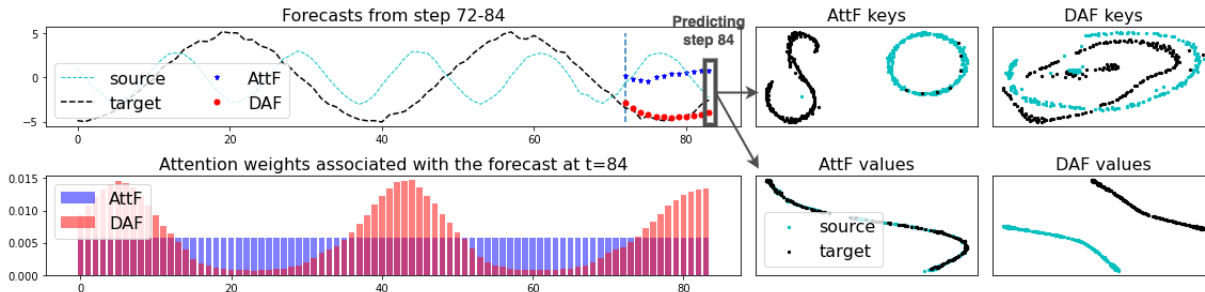 Forecasts from step 72-84
Predicting
step 84
AttF keys
DAF keys
5
0
−5
source
target
AttF
DAF
0
20
40
60
80
Attention weights associated with the forecast at t=84
AttF values
DAF values
0.015
0.010
0.005
0.000
AttF
DAF
source
target
0
20
40
60
80